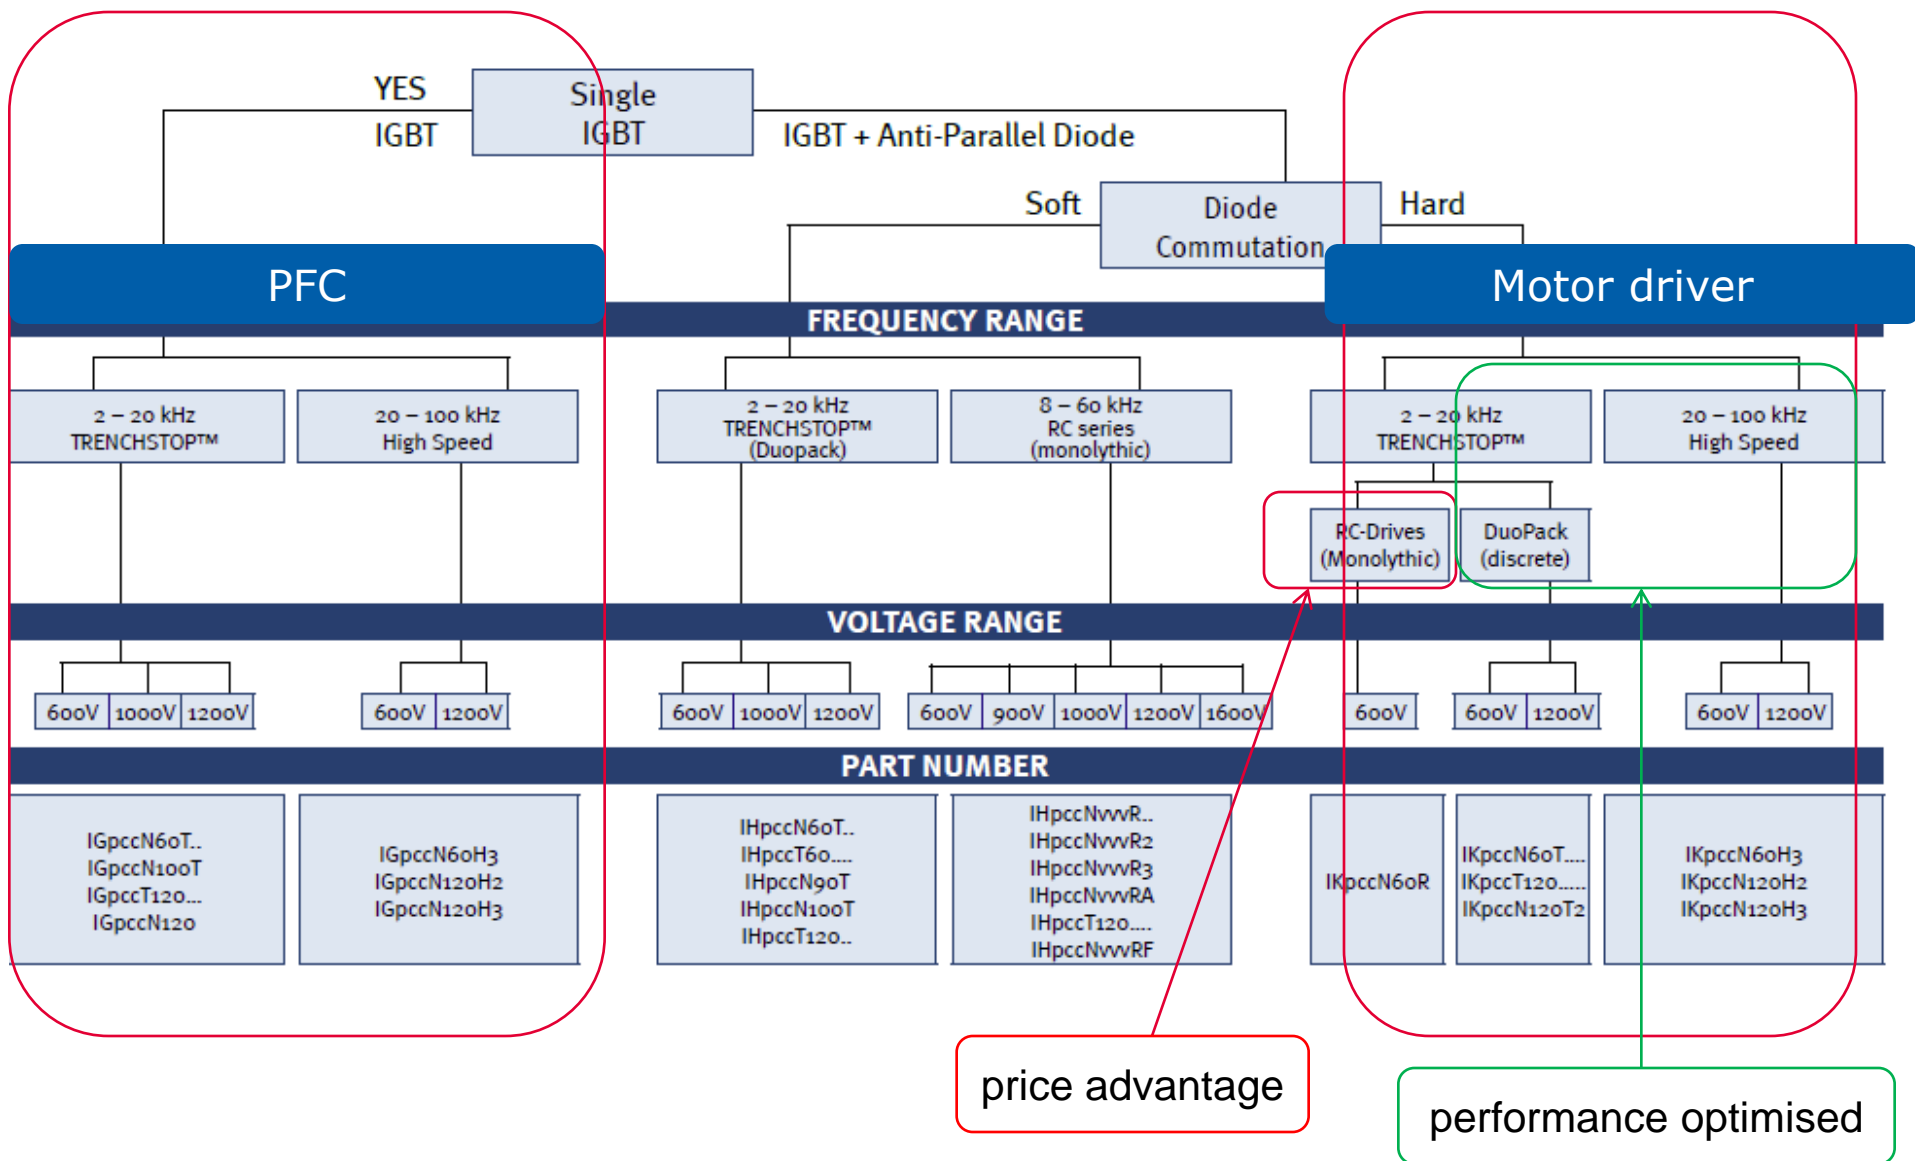 YES
IGBT
Single
IGBT
IGBT + Anti-Parallel Diode
Soft
Diode
Commutation
Hard
PFC
Motor driver
FREQUENCY RANGE
2 – 20 kHz
TRENCHSTOP™
20 – 100 kHz
High Speed
2 – 20 kHz
TRENCHSTOP™
(Duopack)
8 – 60 kHz
RC series
(monolythic)
2 – 20 kHz
TRENCHSTOP™
20 – 100 kHz
High Speed
RC-Drives
(Monolythic)
DuoPack
(discrete)
VOLTAGE RANGE
600V 1000V 1200V
600V 1200V
600V 1000V 1200V
600V 900V 1000V 1200V 1600V
600V
600V 1200V
600V 1200V
PART NUMBER
IGpccN60T..
IGpccN100T
IGpccT120...
IGpccN120
IGpccN60H3
IGpccN120H2
IGpccN120H3
IHpccN60T..
IHpccT60....
IHpccN90T
IHpccN100T
IHpccT120..
IHpccNvvvR..
IHpccNvvvR2
IHpccNvvvR3
IHpccNvvvRA
IHpccT120....
IHpccNvvvRF
IKpccN60R
IKpccN60T....
IKpccT120.....
IKpccN120T2
IKpccN60H3
IKpccN120H2
IKpccN120H3
price advantage
performance optimised